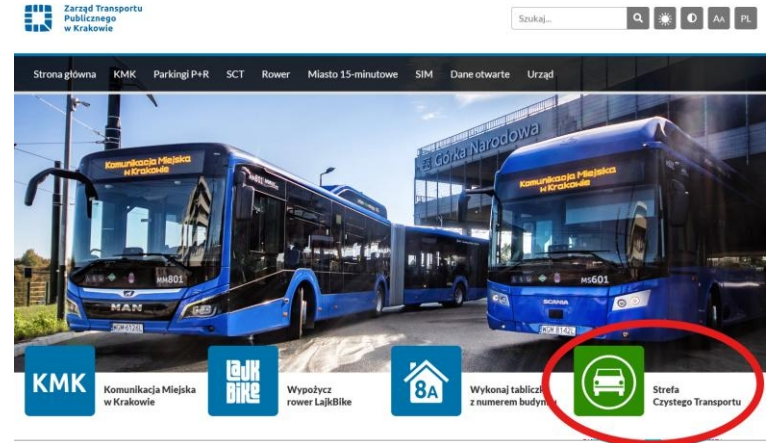 Zarząd Transportu
Publicznego
w Krakowie
Szukaj...
AA
PL
Strona główna KMK Parkingi P+R SCT Rower Miasto 15-minutowe SIM Dane otwarte Urząd
Górka Narodowa
Komunikacja Miejska
w Krakowie
Komunikacja Miejska
w Krakowie
MM801
MAN
MS601
SCANIA
KMK
Komunikacja Miejska
w Krakowie
LaJK
BiKe
Wypożycz
rower LajkBike
8A
Wykonaj tabliczkę
z numerem budynku
Strefa
Czystego Transportu